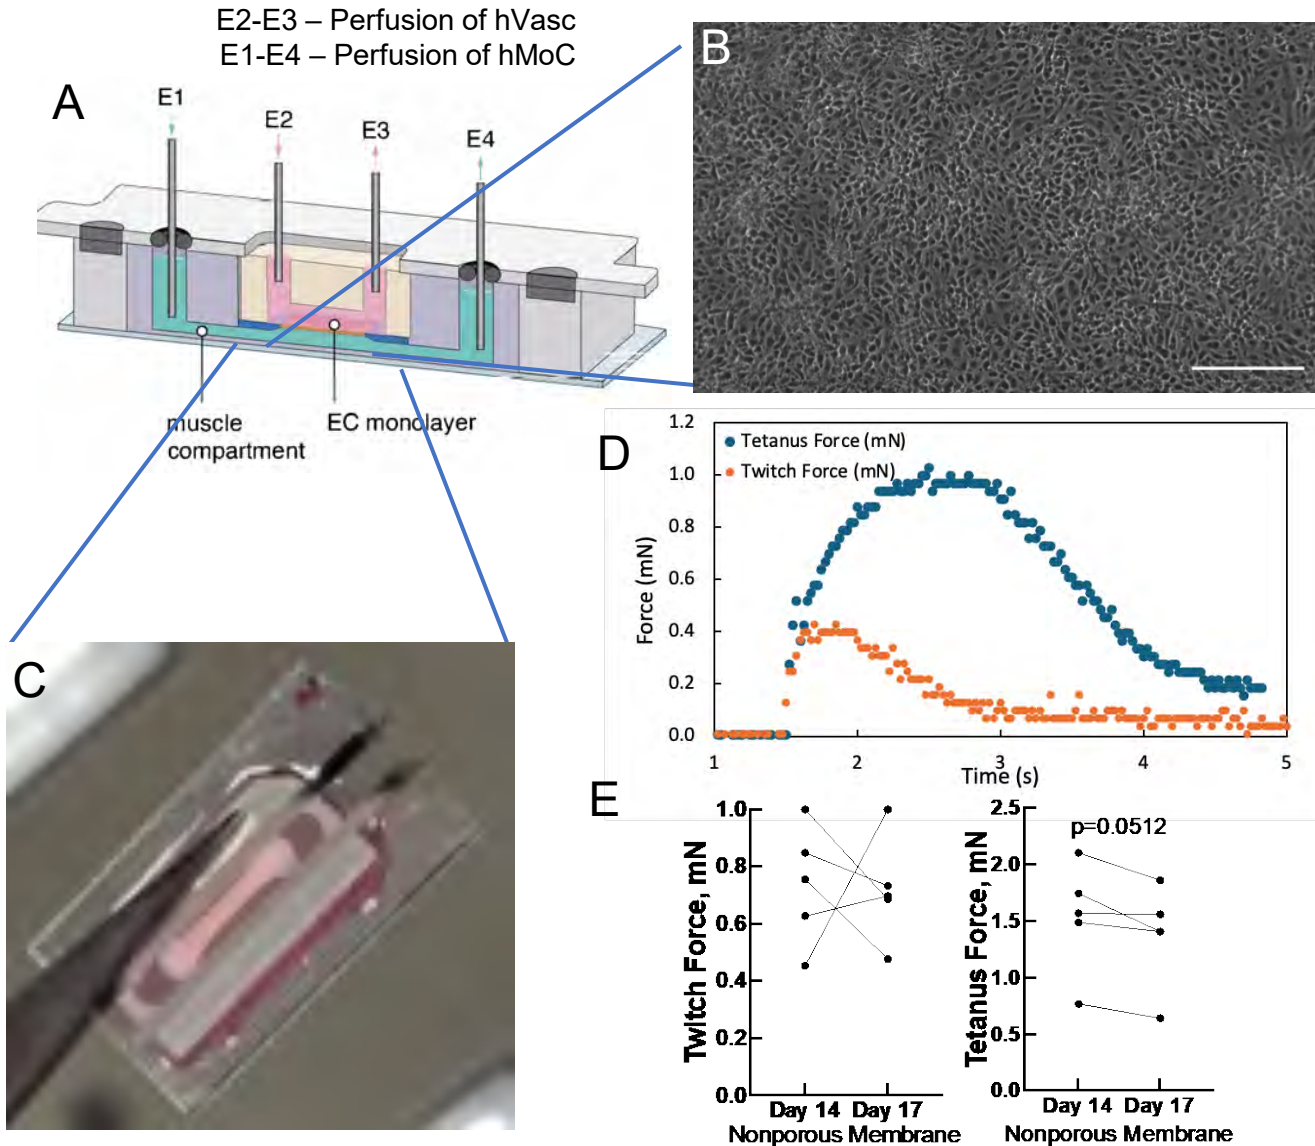 E2-E3 – Perfusion of hVasc
E1-E4 – Perfusion of hMoC
A
E1
E2
E3
E4
muscle
compartment
EC monolayer
B
C
D
Tetanus Force (mN)
Twitch Force (mN)
Force (mN)
1.2
1.0
0.8
0.6
0.4
0.2
0.0
1
2
3
4
5
Time (s)
E
Twitch Force, mN
1.0
0.8
0.6
0.4
0.2
0.0
Day 14 Day 17
Nonporous Membrane
Tetanus Force, mN
2.5
2.0
1.5
1.0
0.5
0.0
p=0.0512
Day 14 Day 17
Nonporous Membrane